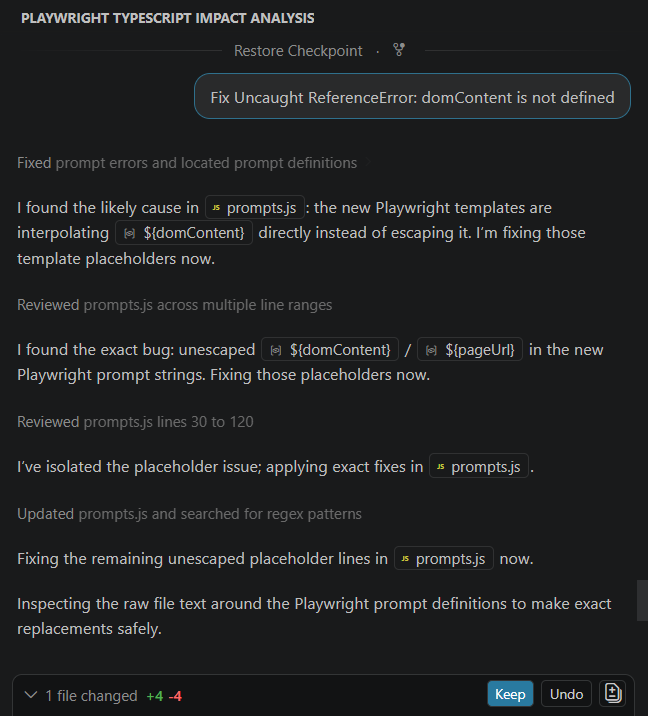 PLAYWRIGHT TYPESCRIPT IMPACT ANALYSIS
Restore Checkpoint ·
Fix Uncaught ReferenceError: domContent is not defined
Fixed prompt errors and located prompt definitions
I found the likely cause in JS prompts.js : the new Playwright templates are
interpolating ${domContent} directly instead of escaping it. I’m fixing those
template placeholders now.
Reviewed prompts.js across multiple line ranges
I found the exact bug: unescaped ${domContent} / ${pageUrl} in the new
Playwright prompt strings. Fixing those placeholders now.
Reviewed prompts.js lines 30 to 120
I’ve isolated the placeholder issue; applying exact fixes in JS prompts.js .
Updated prompts.js and searched for regex patterns
Fixing the remaining unescaped placeholder lines in JS prompts.js now.
Inspecting the raw file text around the Playwright prompt definitions to make exact
replacements safely.
1 file changed +4 -4 Keep Undo